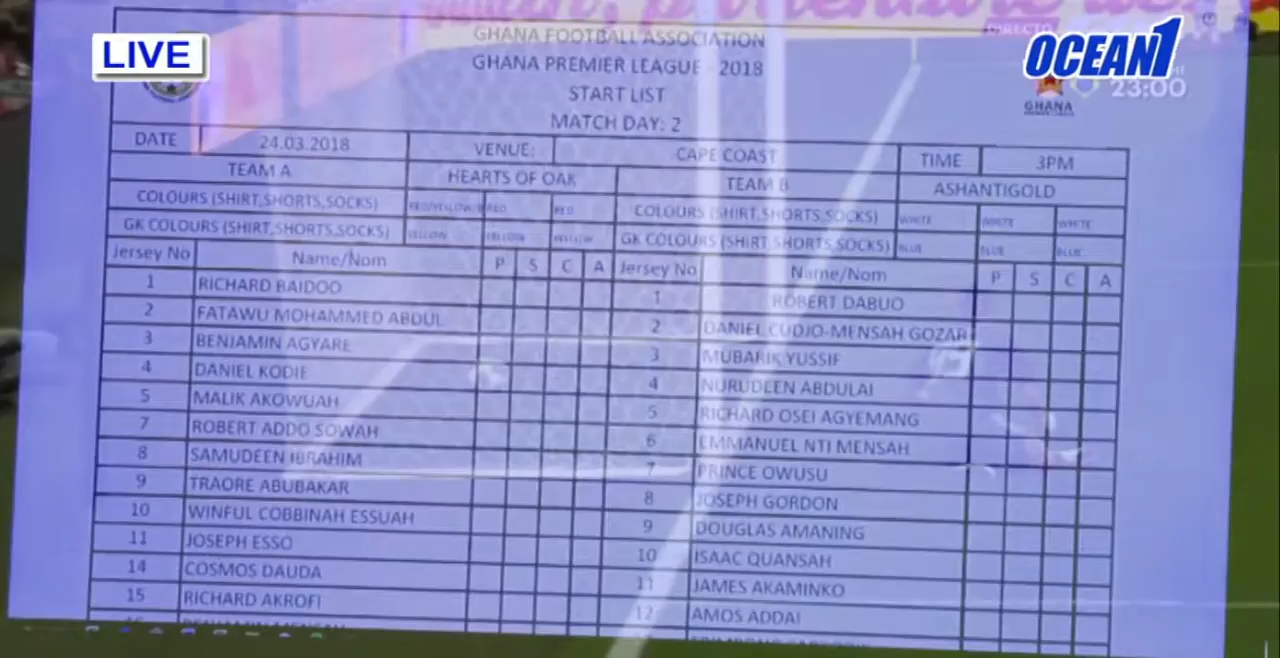 LIVE
OCEAN1
DIRECTO
23:00
GHANA
GHANA FOOTBALL ASSOCIATION
GHANA PREMIER LEAGUE - 2018
START LIST
MATCH DAY: 2
DATE 24.03.2018 VENUE: CAPE COAST TIME 3PM
TEAM A HEARTS OF OAK TEAM B ASHANTIGOLD
COLOURS (SHIRT,SHORTS,SOCKS) RED/YELLOW RED RED COLOURS (SHIRT,SHORTS,SOCKS) WHITE WHITE WHITE
GK COLOURS (SHIRT,SHORTS,SOCKS) YELLOW YELLOW YELLOW GK COLOURS (SHIRT,SHORTS,SOCKS) BLUE BLUE BLUE
Jersey No Name/Nom P S C A Jersey No Name/Nom P S C A
1 RICHARD BAIDOO 1 ROBERT DABUO
2 FATAWU MOHAMMED ABDUL 2 DANIEL CUDJO-MENSAH GOZAR
3 BENJAMIN AGYARE 3 MUBARIK YUSSIF
4 DANIEL KODIE 4 NURUDEEN ABDULAI
5 MALIK AKOWUAH 5 RICHARD OSEI AGYEMANG
7 ROBERT ADDO SOWAH 6 EMMANUEL NTI MENSAH
8 SAMUDEEN IBRAHIM 7 PRINCE OWUSU
9 TRAORE ABUBAKAR 8 JOSEPH GORDON
10 WINFUL COBBINAH ESSUAH 9 DOUGLAS AMANING
11 JOSEPH ESSO 10 ISAAC QUANSAH
14 COSMOS DAUDA 11 JAMES AKAMINKO
15 RICHARD AKROFI 12 AMOS ADDAI